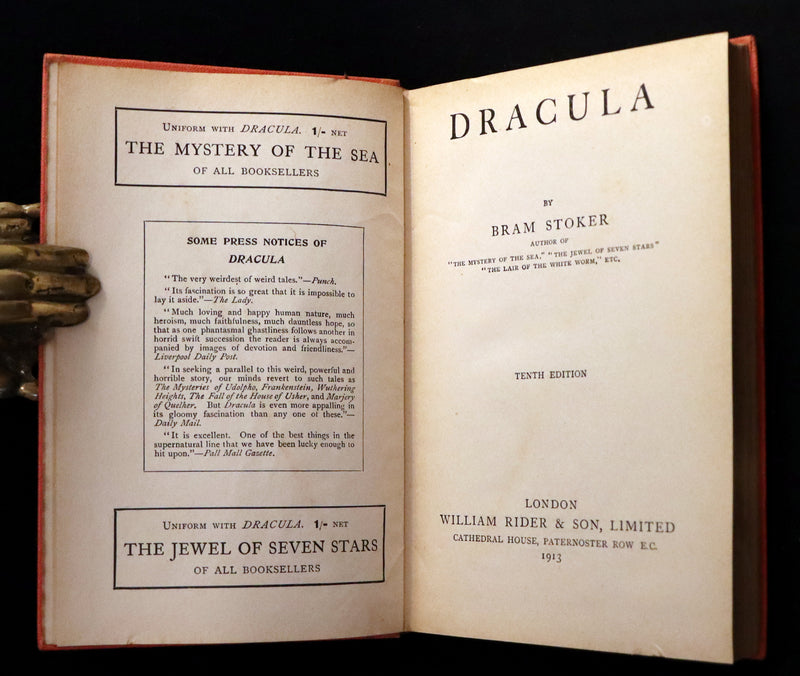 UNIFORM WITH DRACULA. 1/- NET
THE MYSTERY OF THE SEA
OF ALL BOOKSELLERS
SOME PRESS NOTICES OF
DRACULA
"The very weirdest of weird tales."—Punch.
"Its fascination is so great that it is impossible to
lay it aside."—The Lady.
"Much loving and happy human nature, much
heroism, much faithfulness, much dauntless hope, so
that as one phantasmal ghastliness follows another in
horrid swift succession the reader is always accom-
panied by images of devotion and friendliness."—
Liverpool Daily Post.
"In seeking a parallel to this weird, powerful and
horrible story, our minds revert to such tales as
The Mysteries of Udolpho, Frankenstein, Wuthering
Heights, The Fall of the House of Usher, and Marjery
of Quelher. But Dracula is even more appalling in
its gloomy fascination than any one of these."—
Daily Mail.
"It is excellent. One of the best things in the
supernatural line that we have been lucky enough to
hit upon."—Pall Mall Gazette.
UNIFORM WITH DRACULA. 1/- NET
THE JEWEL OF SEVEN STARS
OF ALL BOOKSELLERS
DRACULA
BY
BRAM STOKER
AUTHOR OF
"THE MYSTERY OF THE SEA," "THE JEWEL OF SEVEN STARS"
"THE LAIR OF THE WHITE WORM," ETC.
TENTH EDITION
LONDON
WILLIAM RIDER & SON, LIMITED
CATHEDRAL HOUSE, PATERNOSTER ROW E.C.
1913